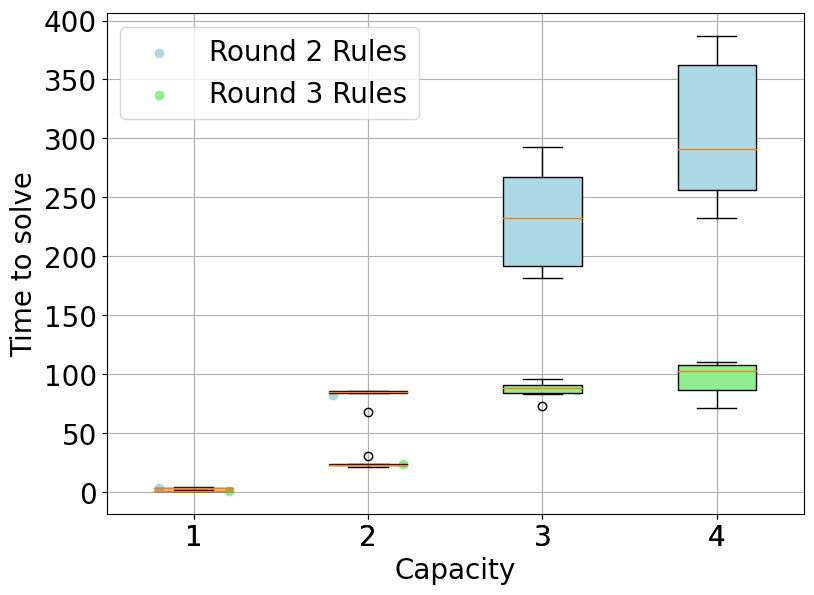 Round 2 Rules
Round 3 Rules
Time to solve
400
350
300
250
200
150
100
50
0
1 2 3 4
Capacity